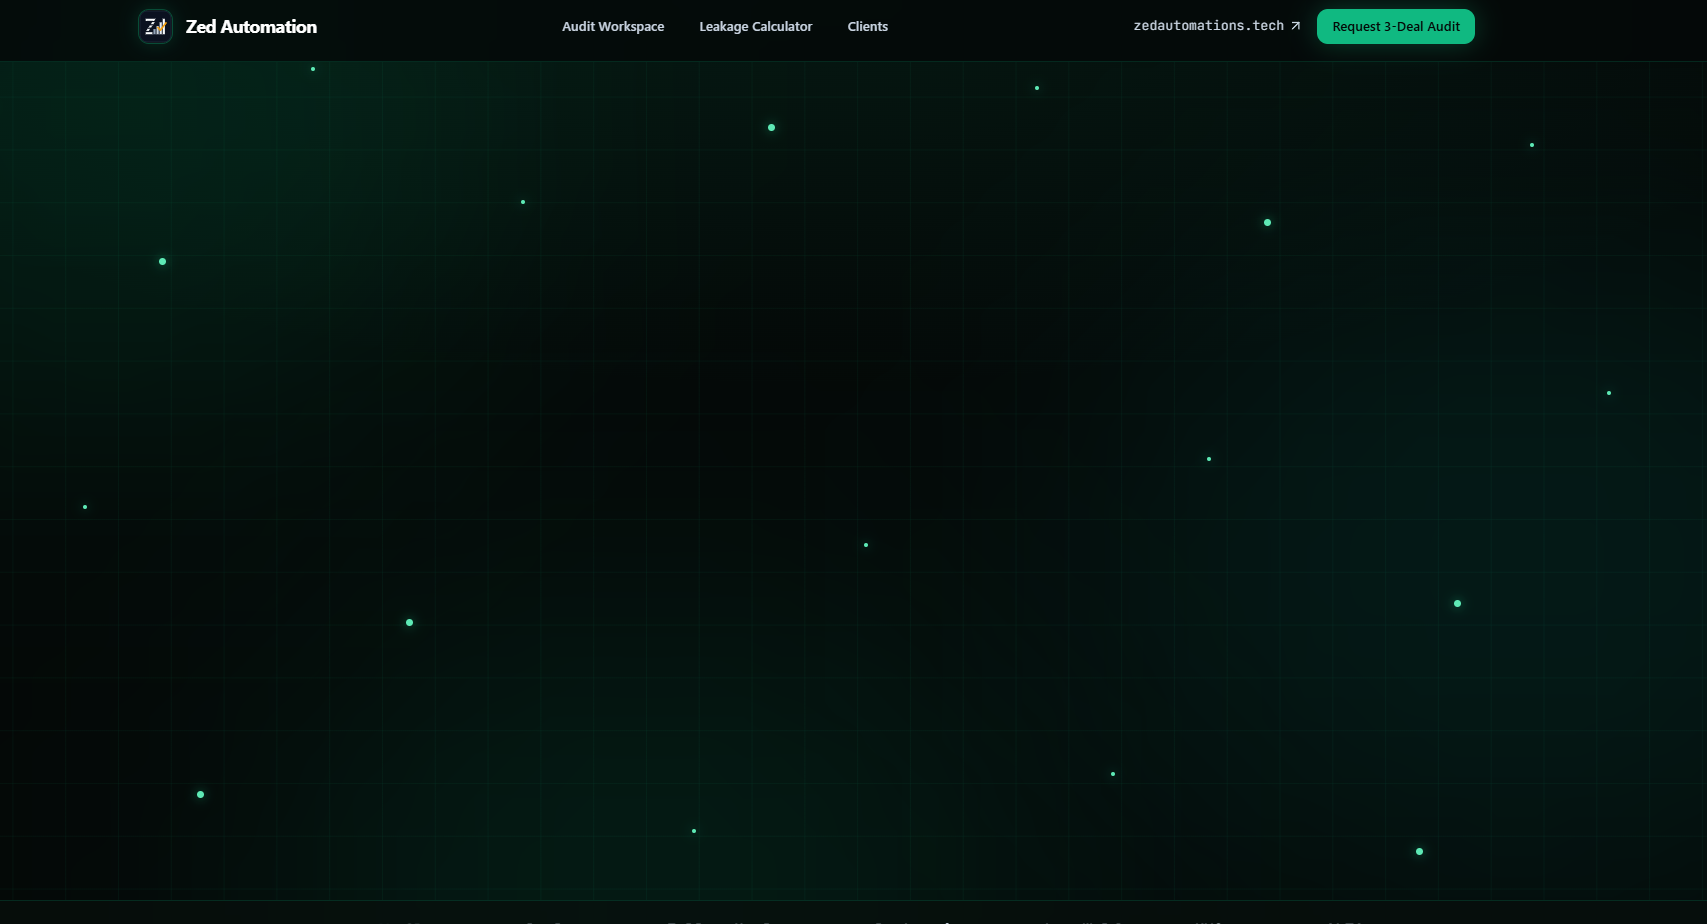 Zed Automation
Audit Workspace
Leakage Calculator
Clients
zedautomations.tech ↗
Request 3-Deal Audit